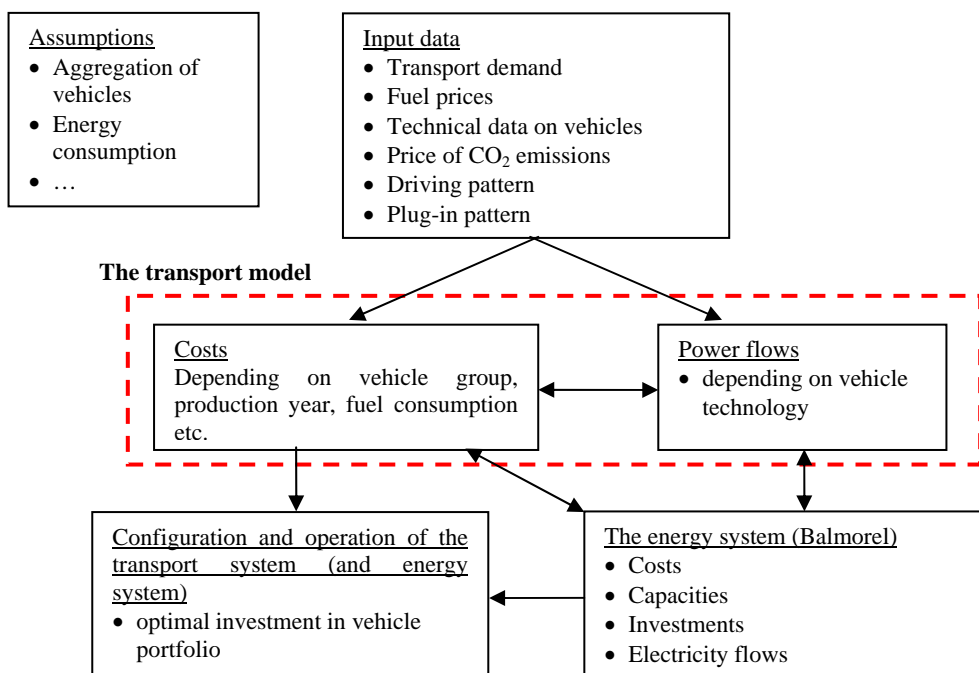 Assumptions
• Aggregation of
vehicles
• Energy
consumption
• …
Input data
• Transport demand
• Fuel prices
• Technical data on vehicles
• Price of CO₂ emissions
• Driving pattern
• Plug-in pattern
The transport model
Costs
Depending on vehicle group,
production year, fuel consumption
etc.
Power flows
• depending on vehicle
technology
Configuration and operation of the
transport system (and energy
system)
• optimal investment in vehicle
portfolio
The energy system (Balmorel)
• Costs
• Capacities
• Investments
• Electricity flows